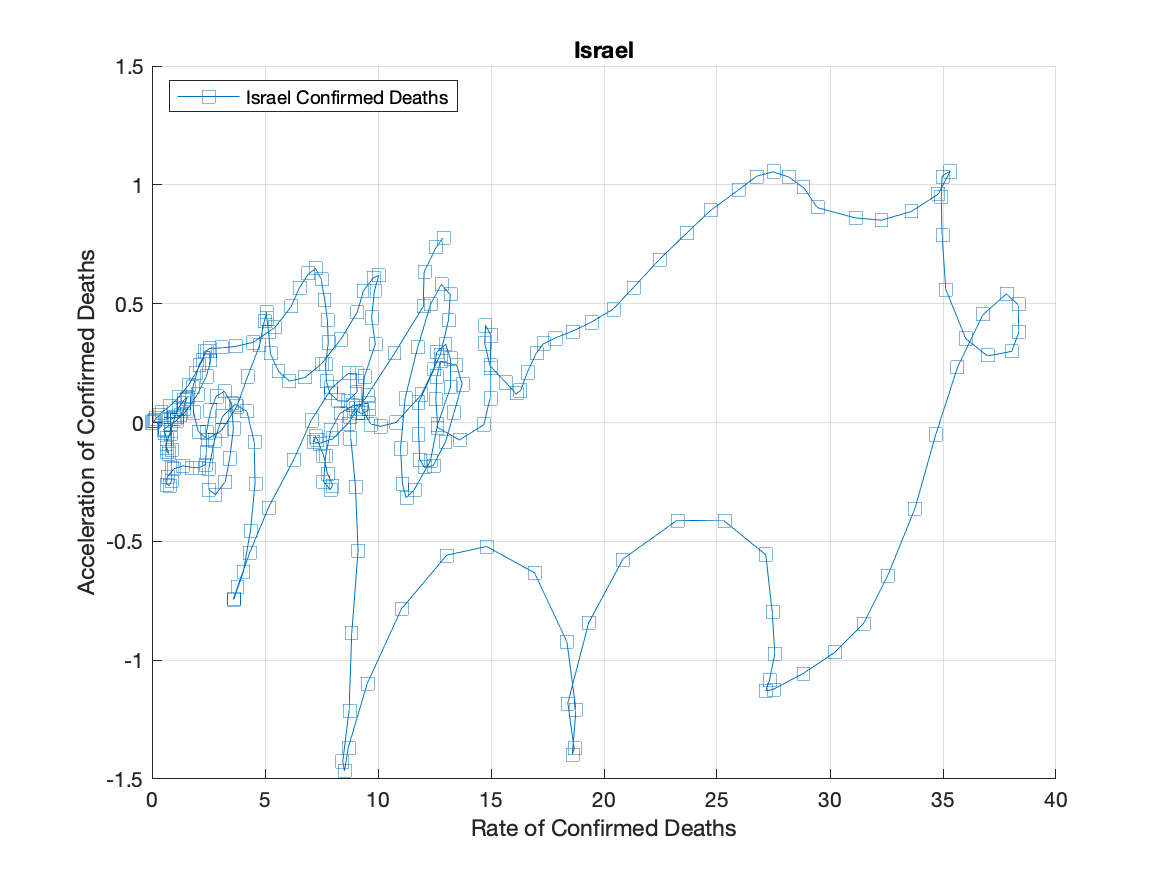 Israel
1.5
Israel Confirmed Deaths
1
0.5
0
-0.5
-1
-1.5
Acceleration of Confirmed Deaths
0 5 10 15 20 25 30 35 40
Rate of Confirmed Deaths